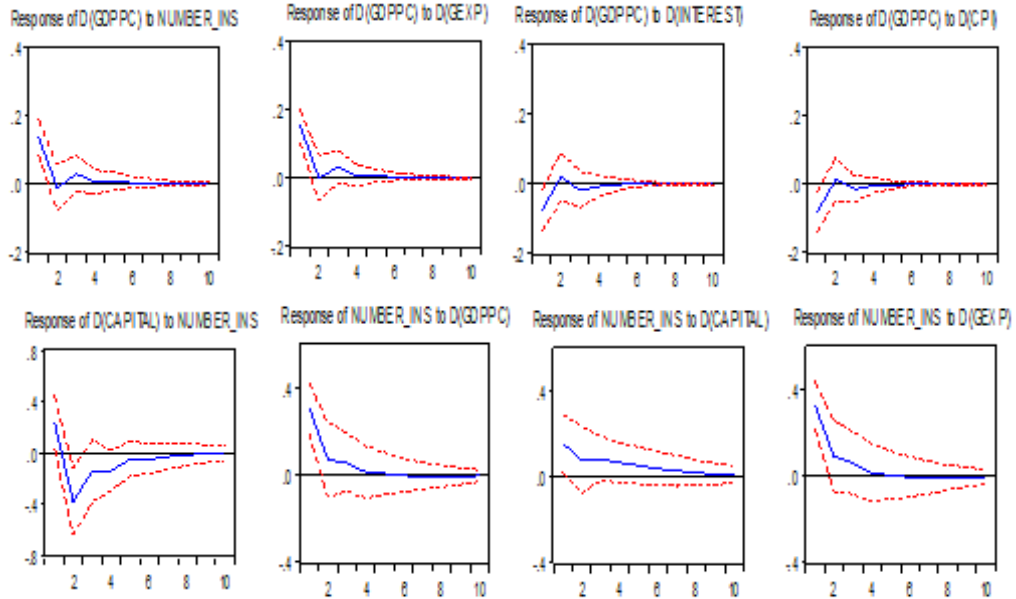 Response of D(GDPPC) to NUMBER_INS
Response of D(GDPPC) to D(GEXP)
Response of D(GDPPC) to D(INTEREST)
Response of D(GDPPC) to D(CPI)
.4 .4 .4 .4
.2 .2 .2 .2
.0 .0 .0 .0
-.2 -.2 -.2 -.2
2 4 6 8 10 2 4 6 8 10 2 4 6 8 10 2 4 6 8 10
Response of D(CAPITAL) to NUMBER_INS
Response of NUMBER_INS to D(GDPPC)
Response of NUMBER_INS to D(CAPITAL)
Response of NUMBER_INS to D(GEXP)
.8
.4 .4 .4 .4
.0 .0 .0 .0
-.4 -.4 -.4 -.4
-.8
2 4 6 8 10 2 4 6 8 10 2 4 6 8 10 2 4 6 8 10